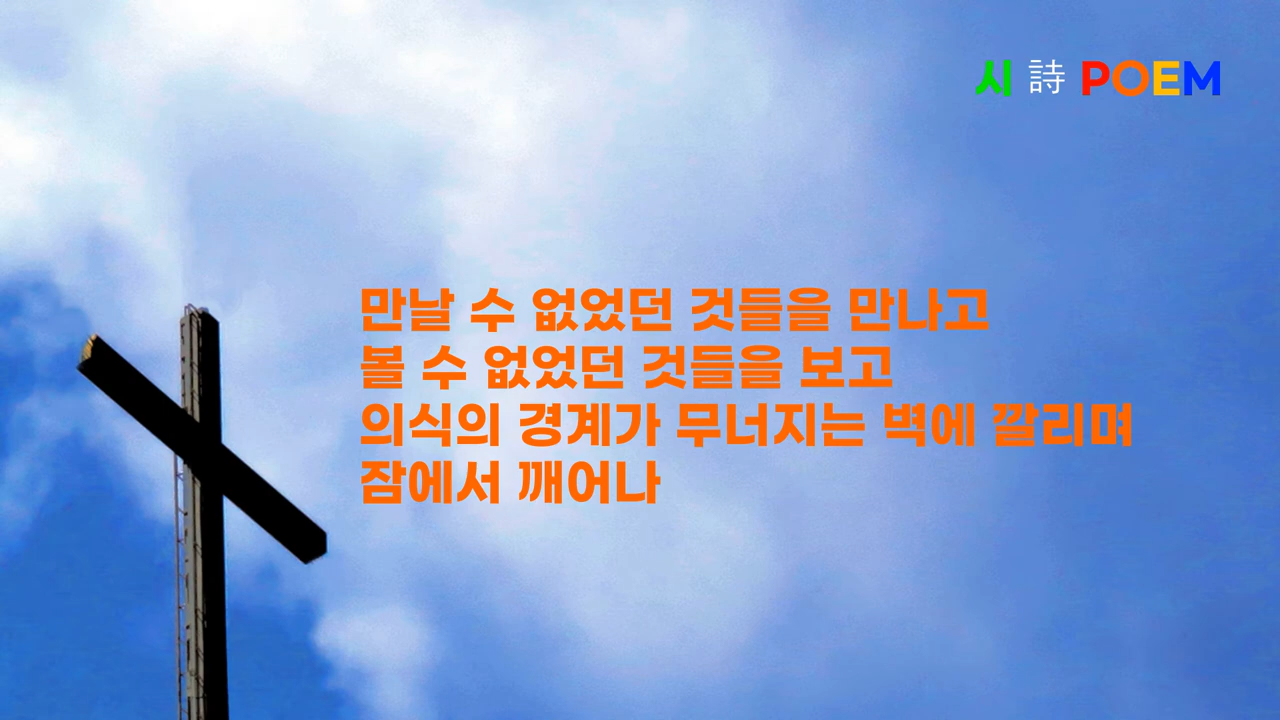 시 詩 POEM
만날 수 없었던 것들을 만나고
볼 수 없었던 것들을 보고
의식의 경계가 무너지는 벽에 깔리며
잠에서 깨어나